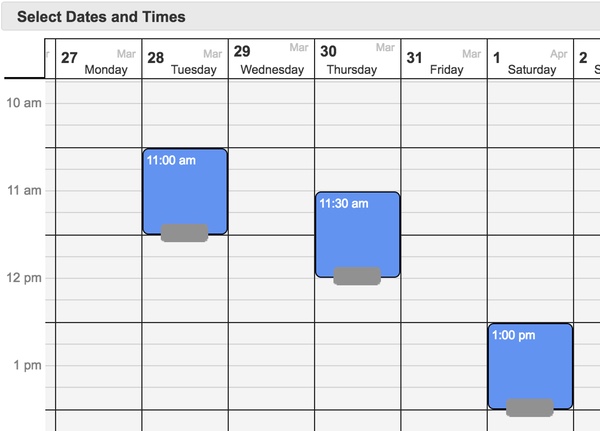 Select Dates and Times
27 Mar Monday
28 Mar Tuesday
29 Mar Wednesday
30 Mar Thursday
31 Mar Friday
1 Apr Saturday
2
10 am
11:00 am
11 am
11:30 am
12 pm
1:00 pm
1 pm